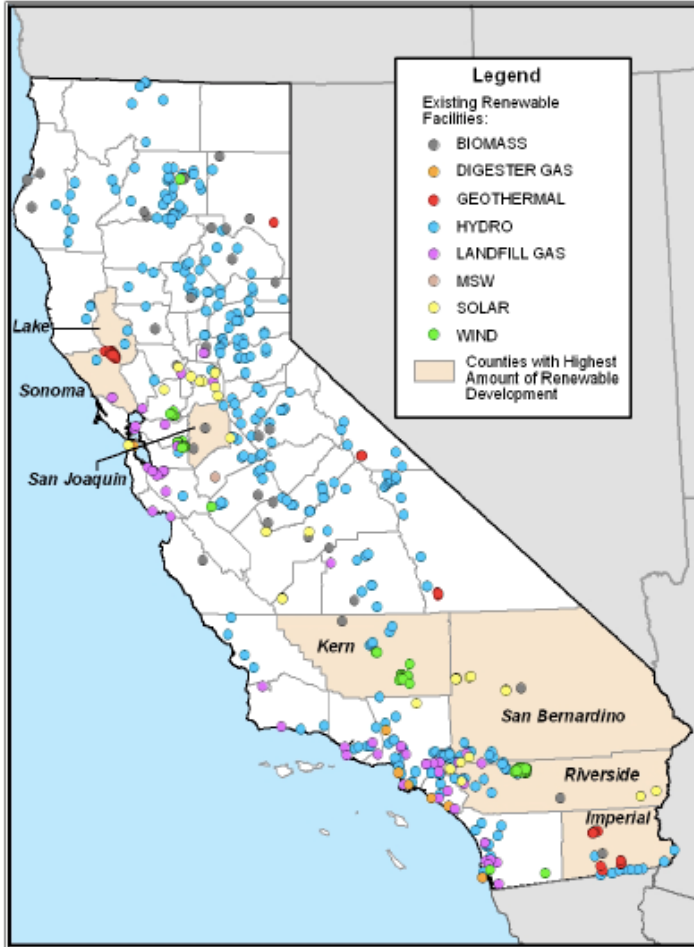 Legend
Existing Renewable
Facilities:
BIOMASS
DIGESTER GAS
GEOTHERMAL
HYDRO
LANDFILL GAS
MSW
SOLAR
WIND
Counties with Highest
Amount of Renewable
Development
Lake
Sonoma
San Joaquin
Kern
San Bernardino
Riverside
Imperial